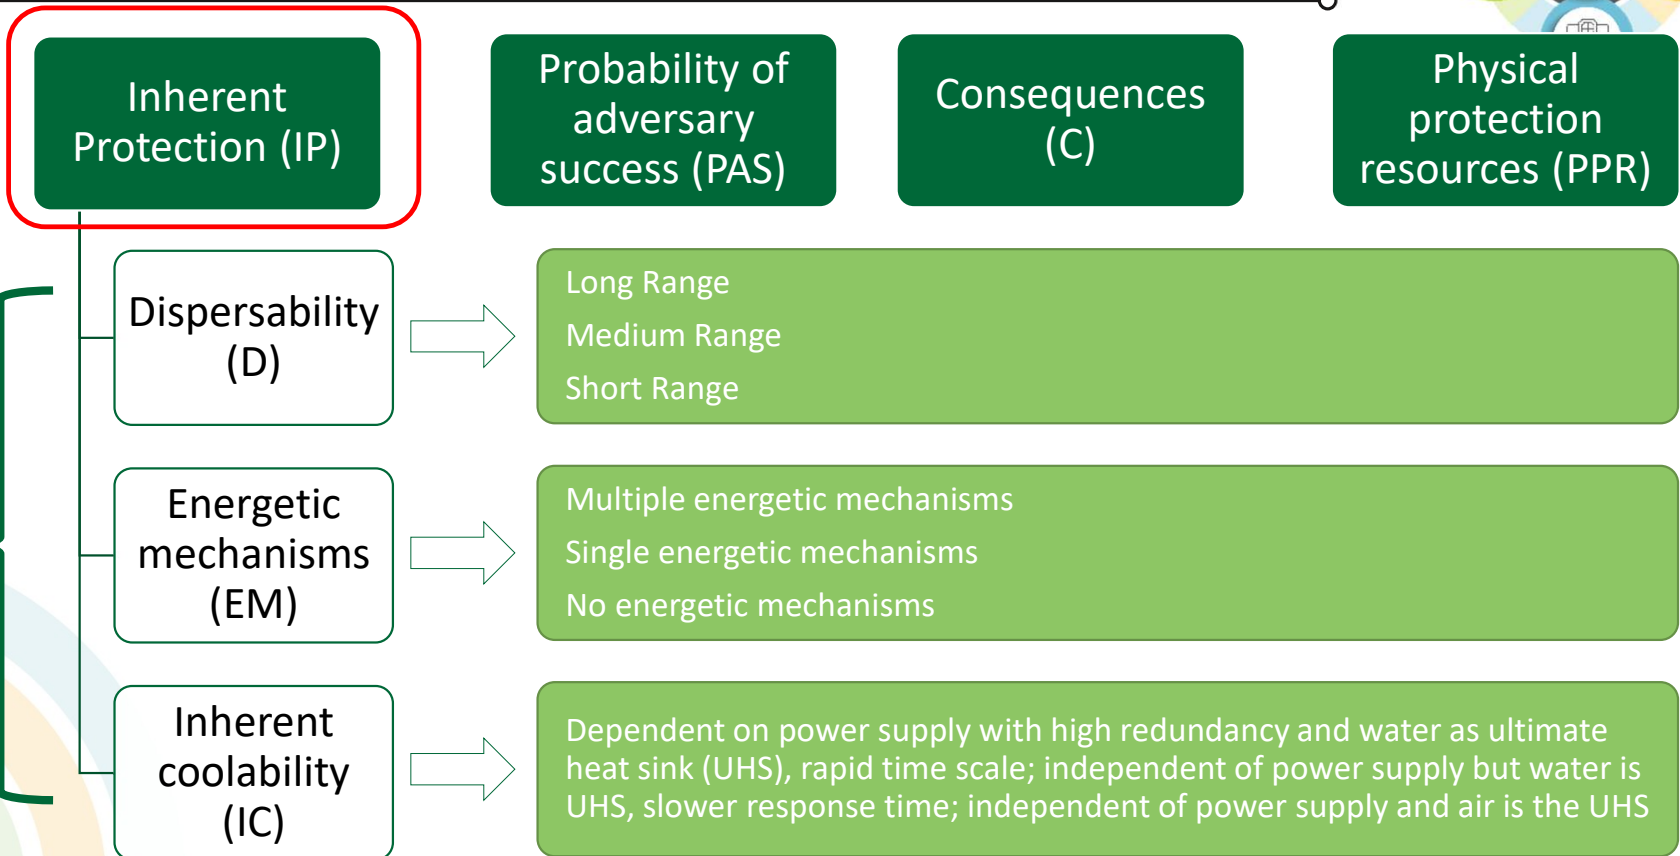 Inherent
Protection (IP)
Probability of
adversary
success (PAS)
Consequences
(C)
Physical
protection
resources (PPR)
Dispersability
(D)
Long Range
Medium Range
Short Range
Energetic
mechanisms
(EM)
Multiple energetic mechanisms
Single energetic mechanisms
No energetic mechanisms
Inherent
coolability
(IC)
Dependent on power supply with high redundancy and water as ultimate
heat sink (UHS), rapid time scale; independent of power supply but water is
UHS, slower response time; independent of power supply and air is the UHS